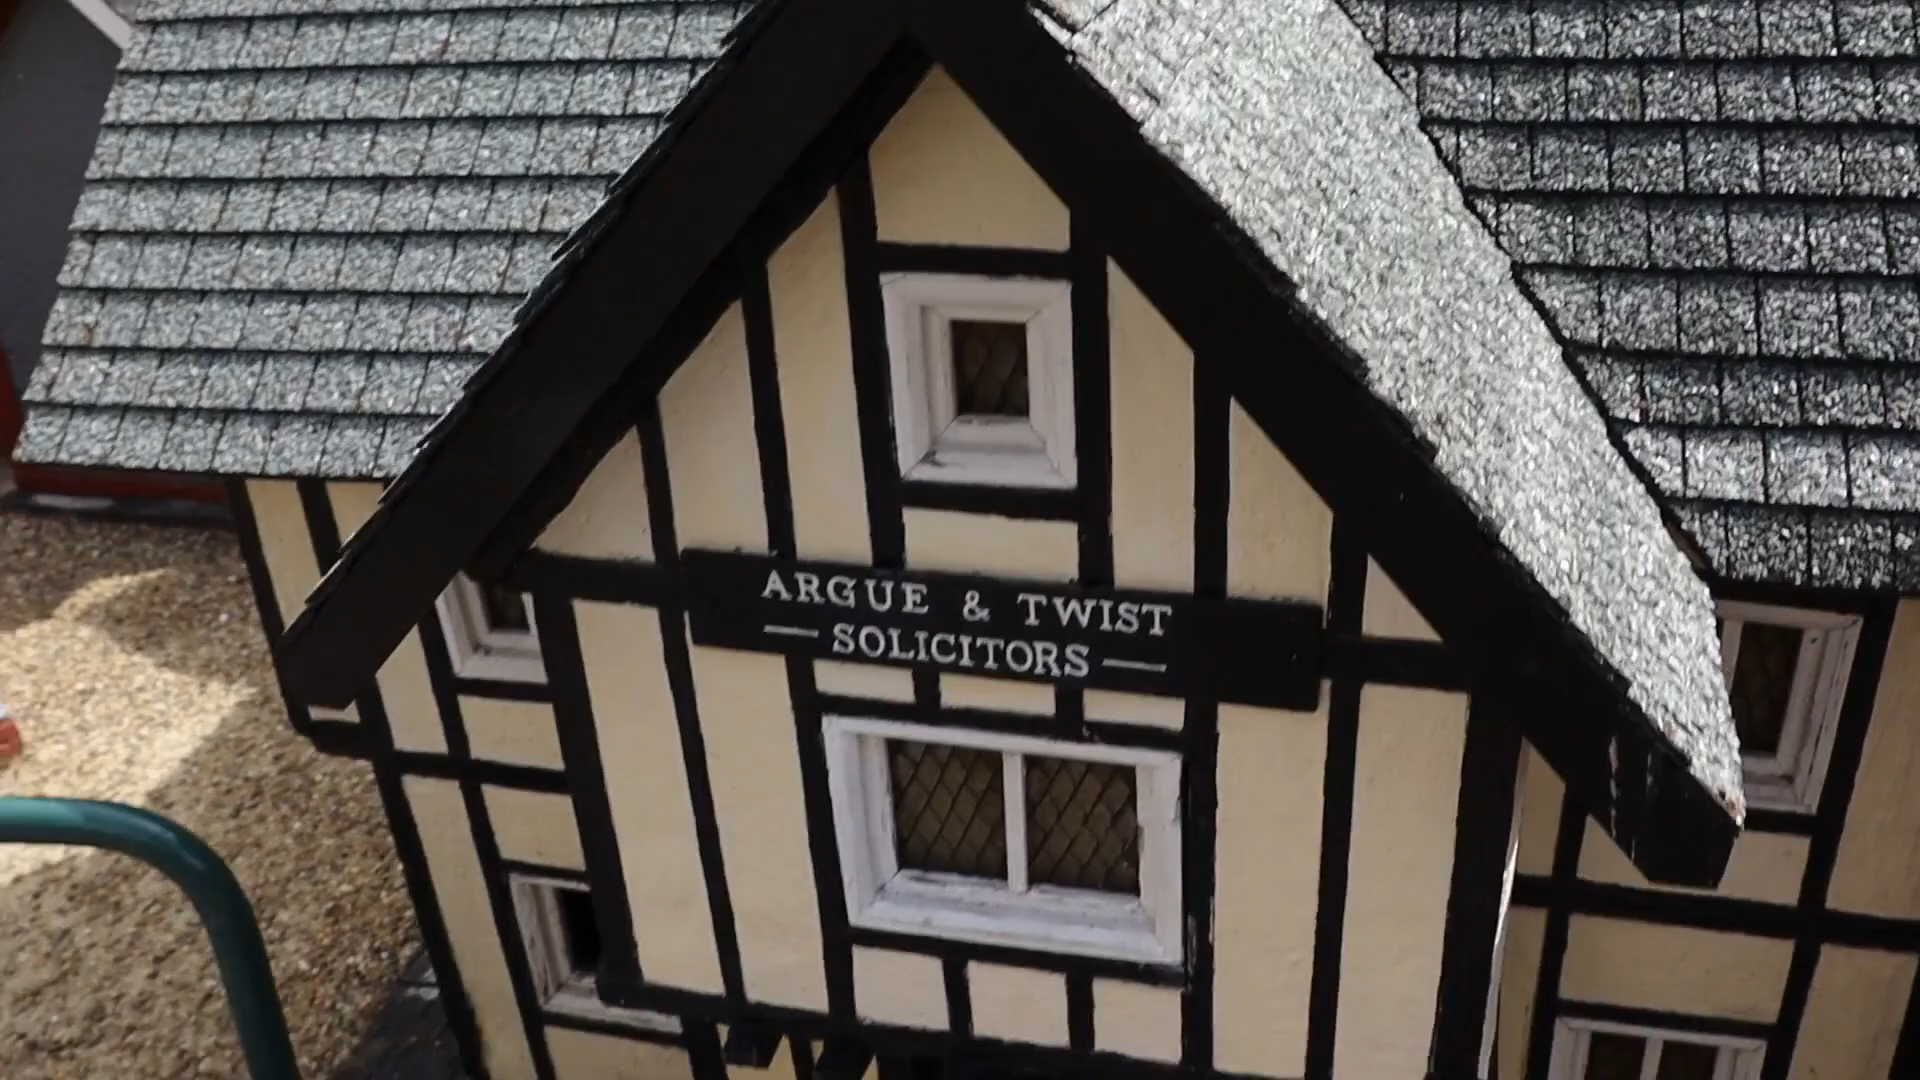 ARGUE & TWIST
— SOLICITORS —